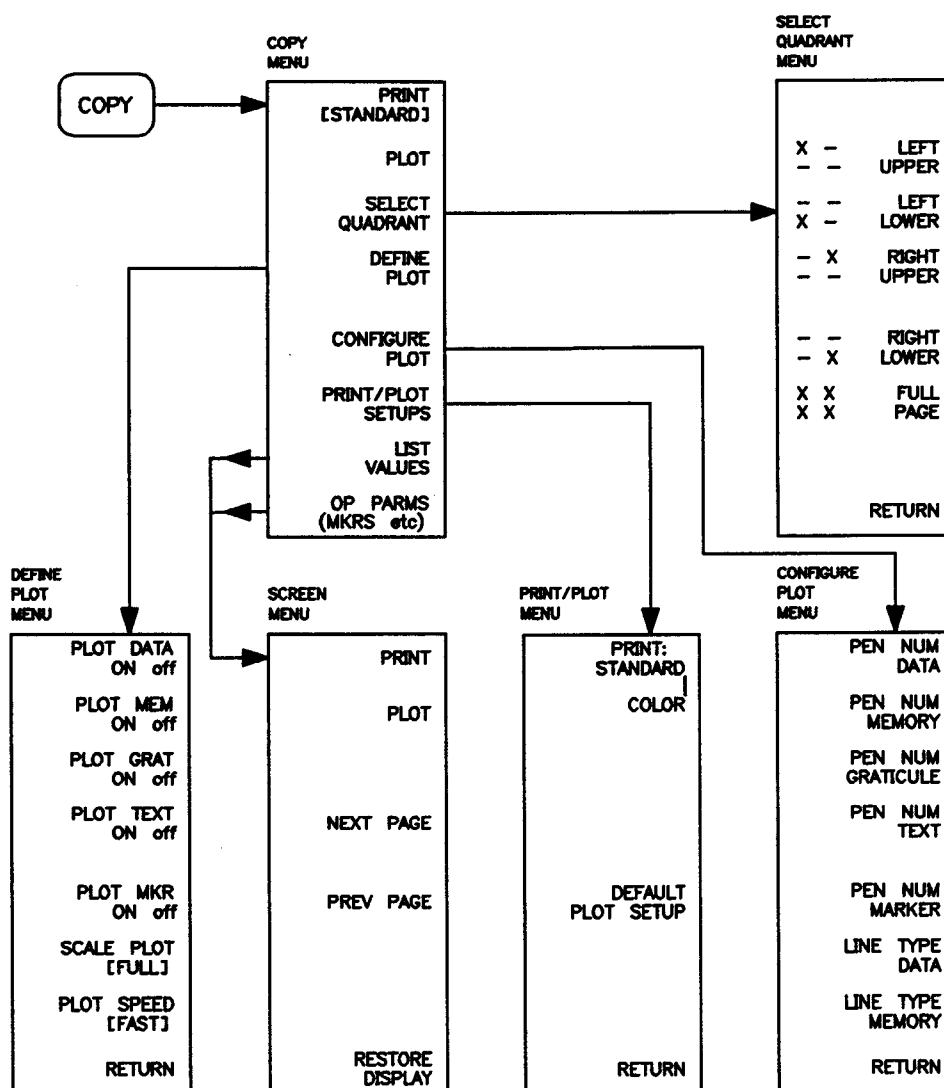 COPY
COPY
MENU
PRINT
[STANDARD]
PLOT
SELECT
QUADRANT
DEFINE
PLOT
CONFIGURE
PLOT
PRINT/PLOT
SETUPS
LIST
VALUES
OP PARMS
(MKRS etc)
SELECT
QUADRANT
MENU
X - LEFT
- - UPPER
- - LEFT
X - LOWER
- X RIGHT
- - UPPER
- - RIGHT
- X LOWER
X X FULL
X X PAGE
RETURN
DEFINE
PLOT
MENU
PLOT DATA
ON off
PLOT MEM
ON off
PLOT GRAT
ON off
PLOT TEXT
ON off
PLOT MKR
ON off
SCALE PLOT
[FULL]
PLOT SPEED
[FAST]
RETURN
SCREEN
MENU
PRINT
PLOT
NEXT PAGE
PREV PAGE
RESTORE
DISPLAY
PRINT/PLOT
MENU
PRINT:
STANDARD
COLOR
DEFAULT
PLOT SETUP
RETURN
CONFIGURE
PLOT
MENU
PEN NUM
DATA
PEN NUM
MEMORY
PEN NUM
GRATICULE
PEN NUM
TEXT
PEN NUM
MARKER
LINE TYPE
DATA
LINE TYPE
MEMORY
RETURN